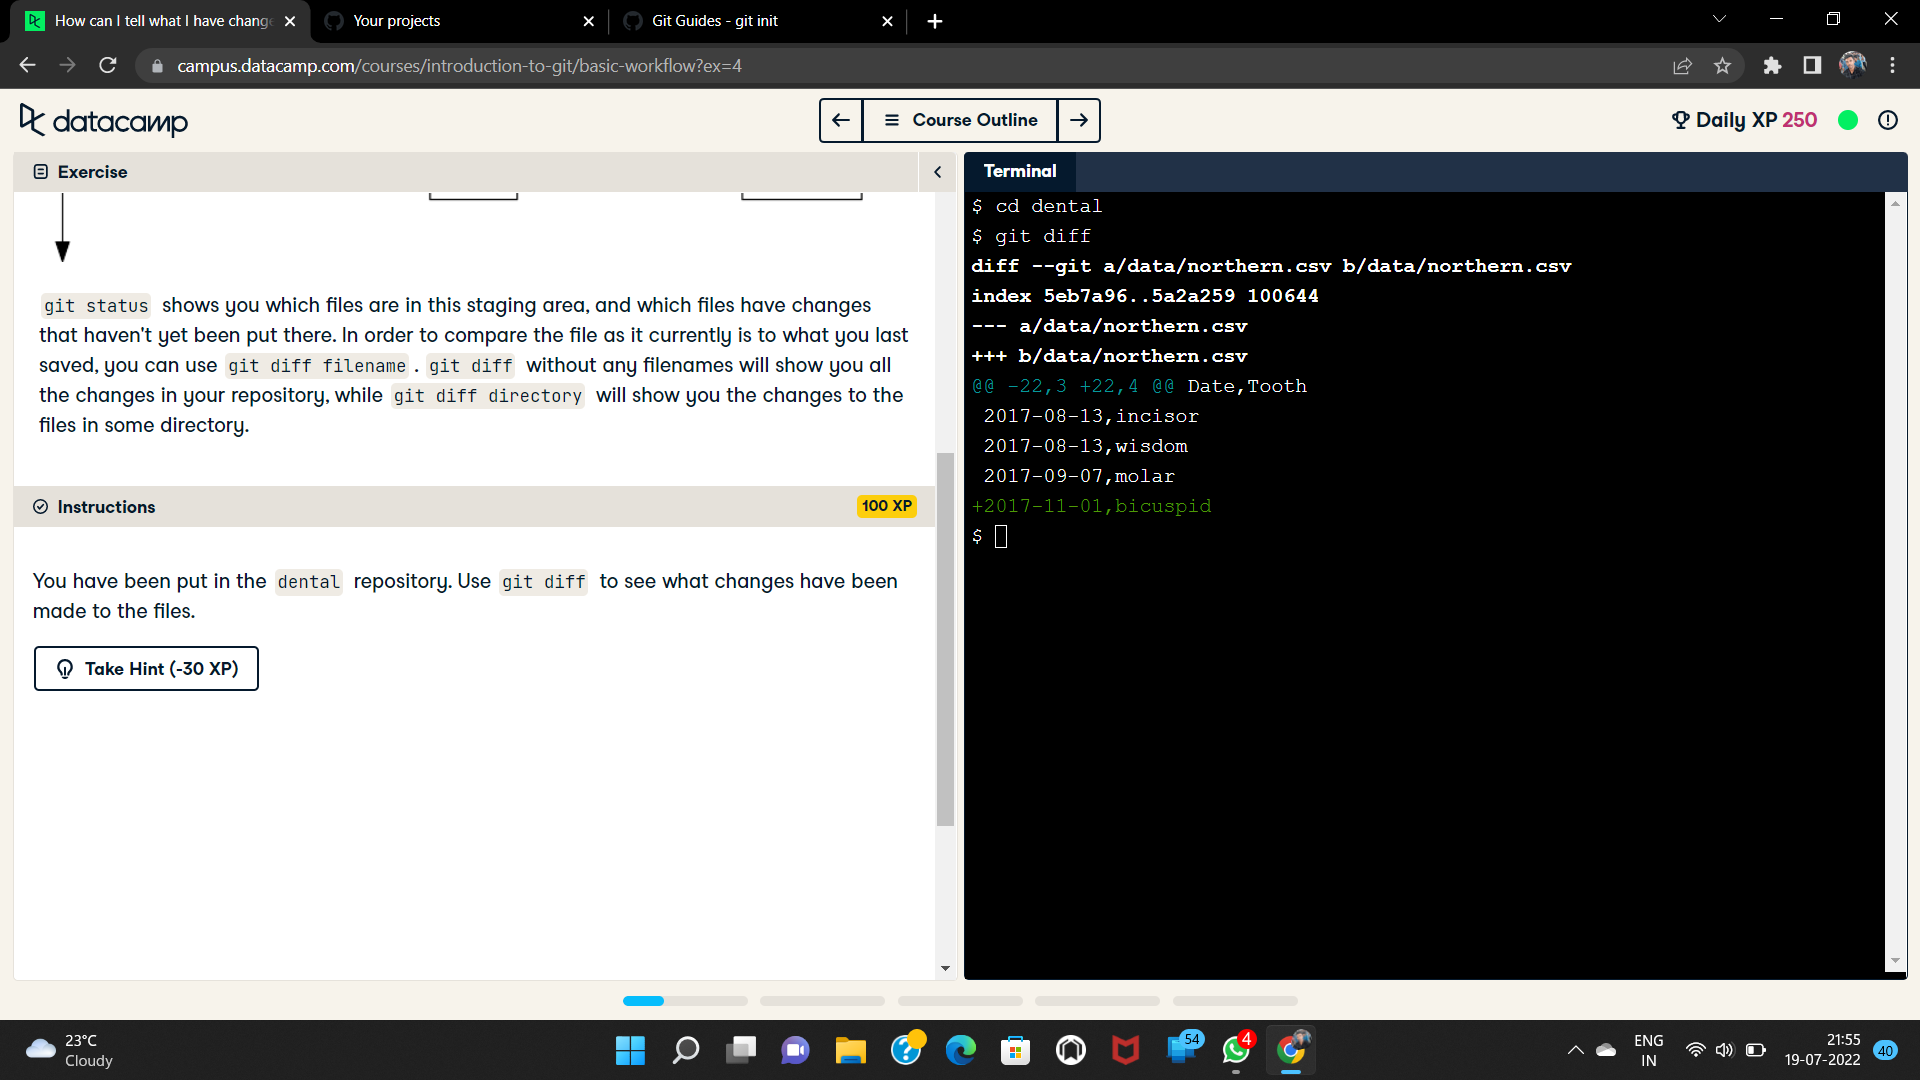 How can I tell what I have change
Your projects
Git Guides - git init
campus.datacamp.com/courses/introduction-to-git/basic-workflow?ex=4
datacamp
Course Outline
Daily XP 250
Exercise
git status shows you which files are in this staging area, and which files have changes
that haven't yet been put there. In order to compare the file as it currently is to what you last
saved, you can use git diff filename. git diff without any filenames will show you all
the changes in your repository, while git diff directory will show you the changes to the
files in some directory.
Instructions
100 XP
You have been put in the dental repository. Use git diff to see what changes have been
made to the files.
Take Hint (-30 XP)
Terminal
$ cd dental
$ git diff
diff --git a/data/northern.csv b/data/northern.csv
index 5eb7a96..5a2a259 100644
--- a/data/northern.csv
+++ b/data/northern.csv
@@ -22,3 +22,4 @@ Date,Tooth
2017-08-13,incisor
2017-08-13,wisdom
2017-09-07,molar
+2017-11-01,bicuspid
$
23°C
Cloudy
54
4
ENG
IN
21:55
19-07-2022
40